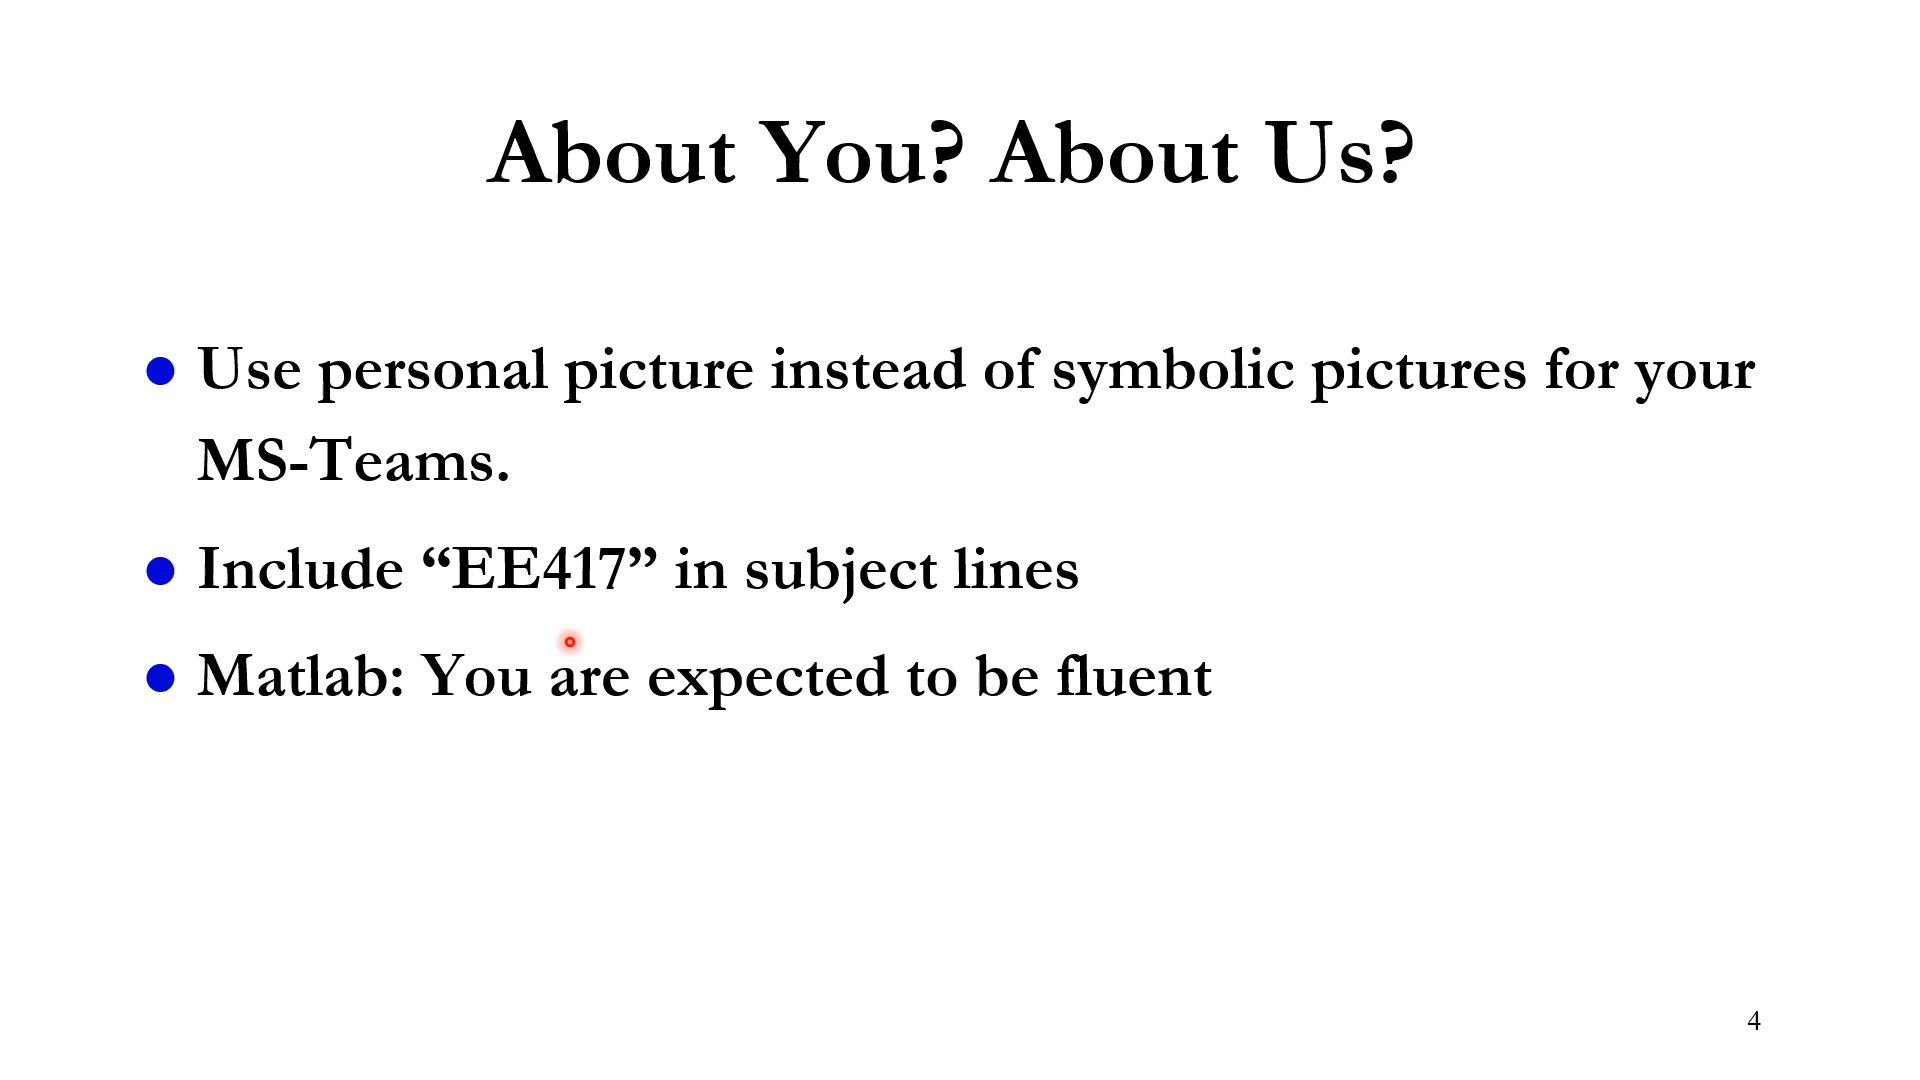 About You? About Us?
● Use personal picture instead of symbolic pictures for your
MS-Teams.
● Include “EE417” in subject lines
● Matlab: You are expected to be fluent
4